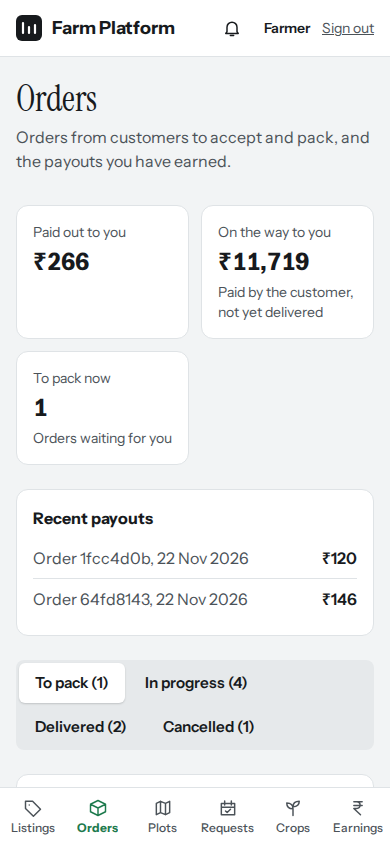 Farm Platform
Farmer
Sign out
Orders
Orders from customers to accept and pack, and
the payouts you have earned.
Paid out to you
₹266
On the way to you
₹11,719
Paid by the customer,
not yet delivered
To pack now
1
Orders waiting for you
Recent payouts
Order 1fcc4d0b, 22 Nov 2026 ₹120
Order 64fd8143, 22 Nov 2026 ₹146
To pack (1) In progress (4)
Delivered (2) Cancelled (1)
Listings Orders Plots Requests Crops Earnings